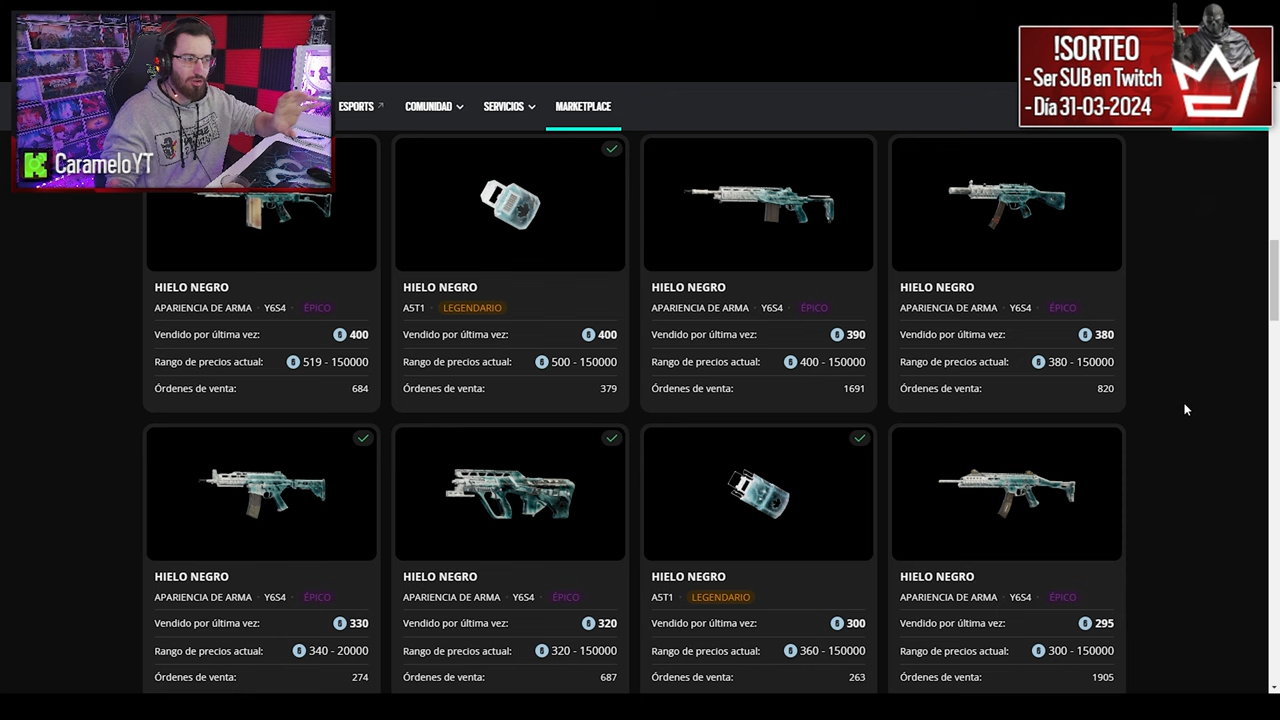 !SORTEO
- Ser SUB en Twitch
- Día 31-03-2024
ESPORTS
COMUNIDAD
SERVICIOS
MARKETPLACE
CarameloYT
HIELO NEGRO
APARIENCIA DE ARMA · Y6S4 · ÉPICO
Vendido por última vez: 400
Rango de precios actual: 519 - 150000
Órdenes de venta: 684
HIELO NEGRO
A5T1 · LEGENDARIO
Vendido por última vez: 400
Rango de precios actual: 500 - 150000
Órdenes de venta: 379
HIELO NEGRO
APARIENCIA DE ARMA · Y6S4 · ÉPICO
Vendido por última vez: 390
Rango de precios actual: 400 - 150000
Órdenes de venta: 1691
HIELO NEGRO
APARIENCIA DE ARMA · Y6S4 · ÉPICO
Vendido por última vez: 380
Rango de precios actual: 380 - 150000
Órdenes de venta: 820
HIELO NEGRO
APARIENCIA DE ARMA · Y6S4 · ÉPICO
Vendido por última vez: 330
Rango de precios actual: 340 - 20000
Órdenes de venta: 274
HIELO NEGRO
APARIENCIA DE ARMA · Y6S4 · ÉPICO
Vendido por última vez: 320
Rango de precios actual: 320 - 150000
Órdenes de venta: 687
HIELO NEGRO
A5T1 · LEGENDARIO
Vendido por última vez: 300
Rango de precios actual: 360 - 150000
Órdenes de venta: 263
HIELO NEGRO
APARIENCIA DE ARMA · Y6S4 · ÉPICO
Vendido por última vez: 295
Rango de precios actual: 300 - 150000
Órdenes de venta: 1905